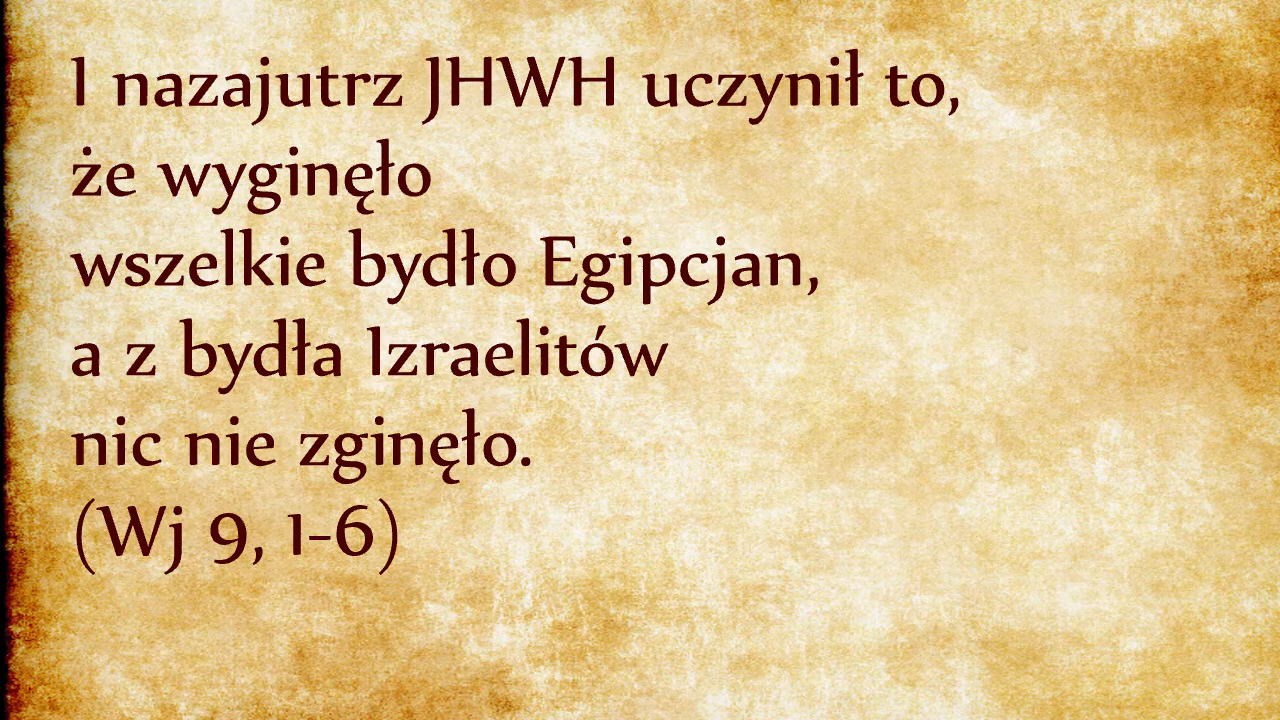 I nazajutrz JHWH uczynił to,
że wyginęło
wszelkie bydło Egipcjan,
a z bydła Izraelitów
nic nie zginęło.
(Wj 9, 1-6)